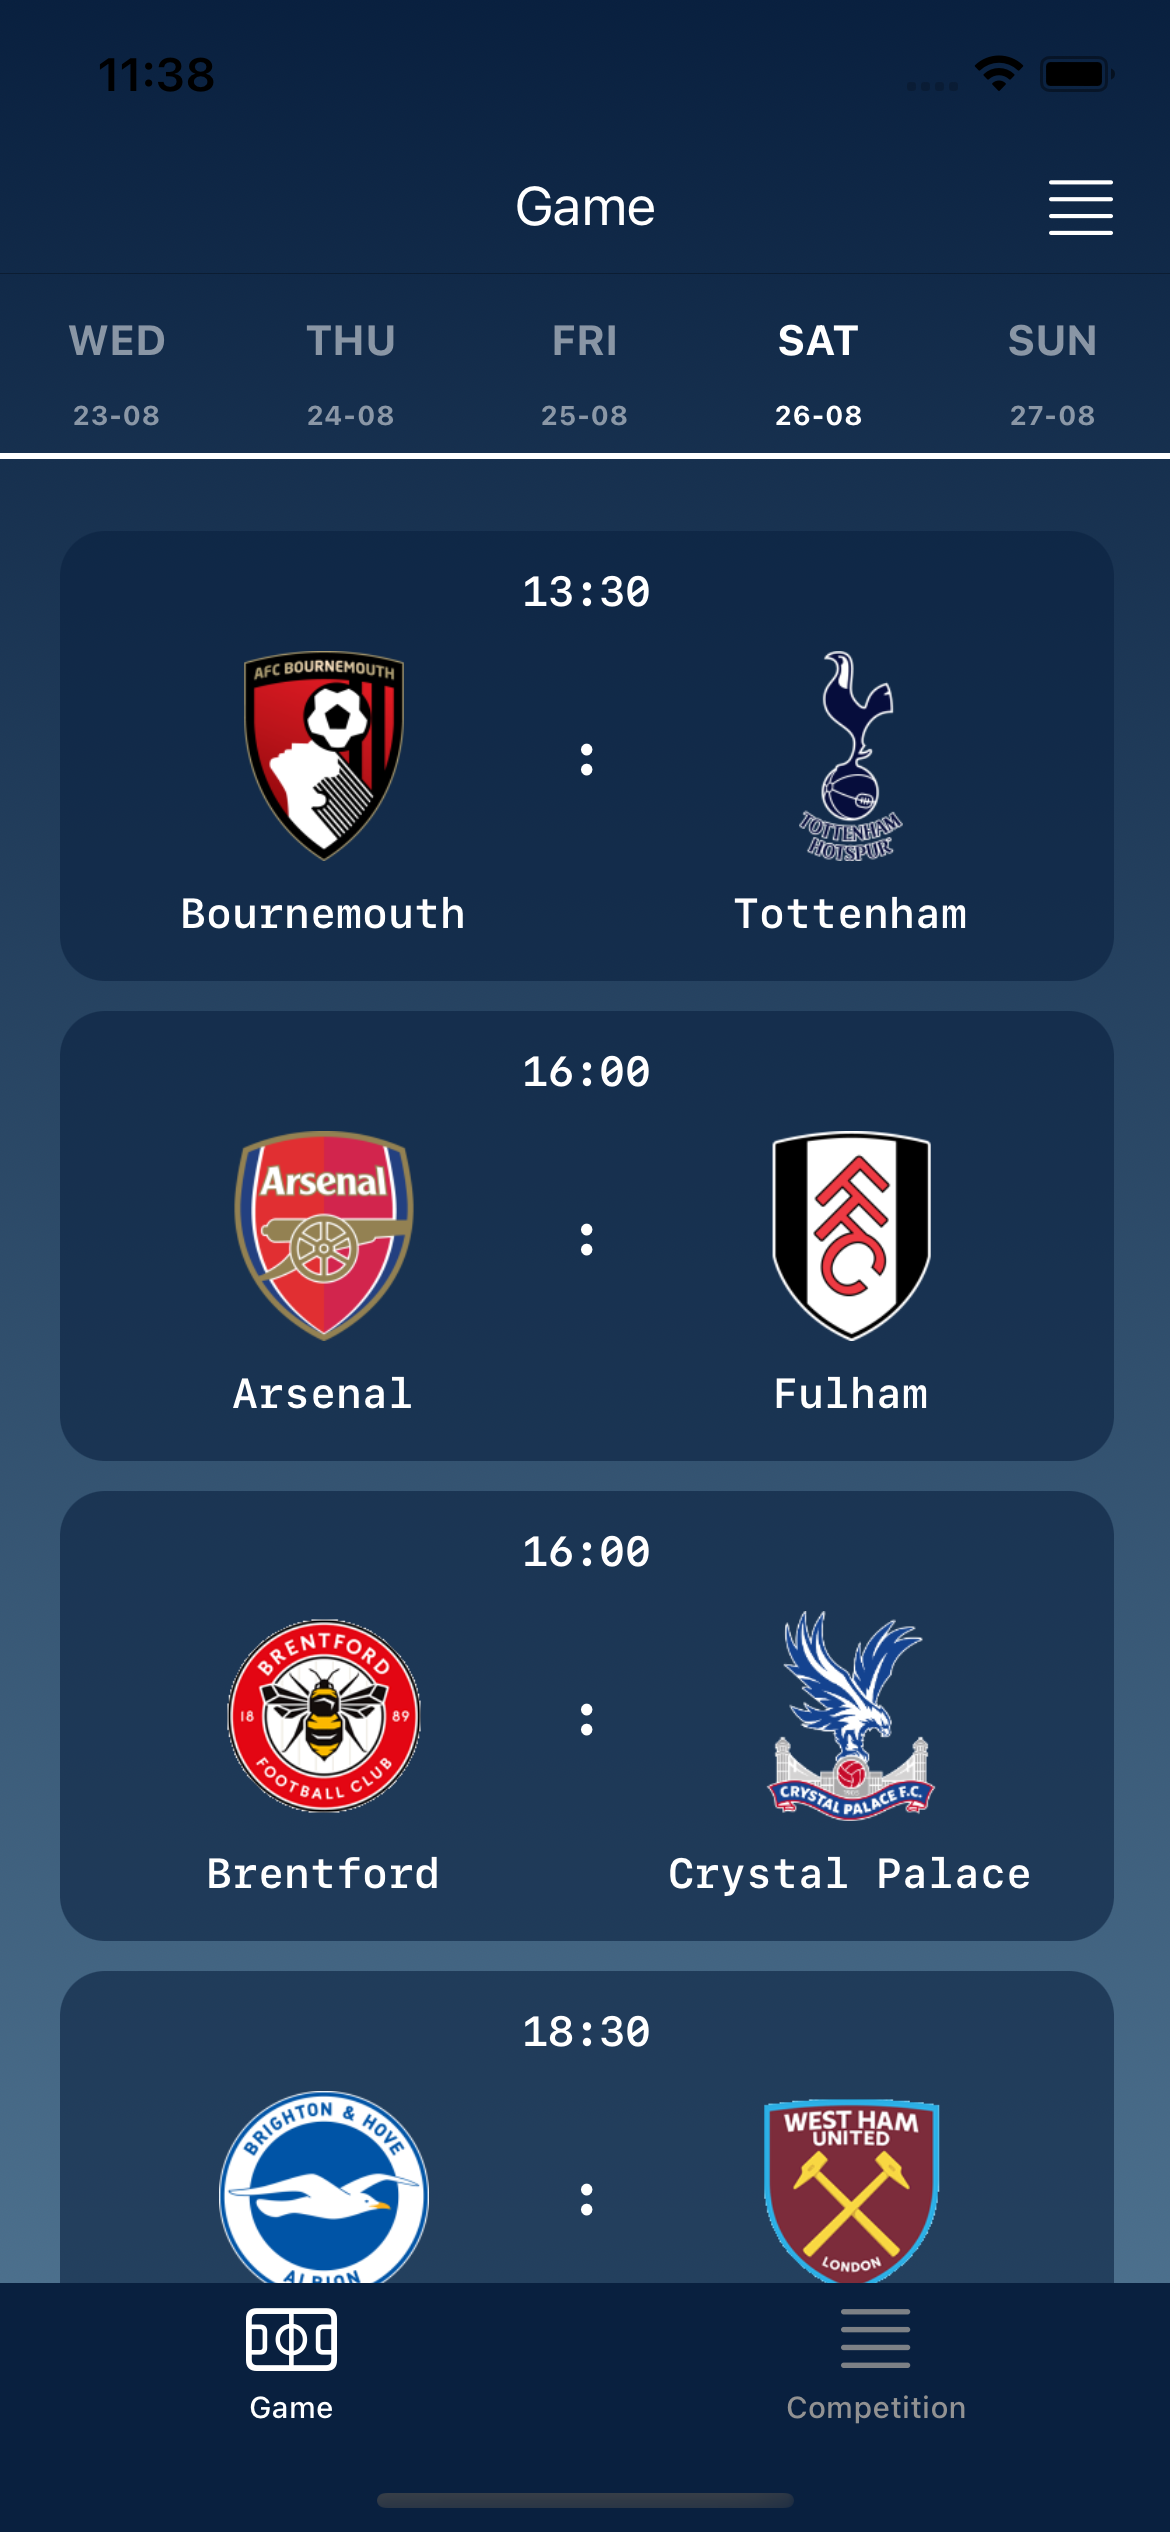 11:38
Game
WED THU FRI SAT SUN
23-08 24-08 25-08 26-08 27-08
13:30
AFC BOURNEMOUTH
:
TOTTENHAM
HOTSPUR
Bournemouth Tottenham
16:00
Arsenal
FFC
:
Arsenal Fulham
16:00
BRENTFORD
18 89
FOOTBALL CLUB
:
CRYSTAL PALACE F.C.
Brentford Crystal Palace
18:30
BRIGHTON & HOVE
ALBION
:
WEST HAM
UNITED
LONDON
Game Competition